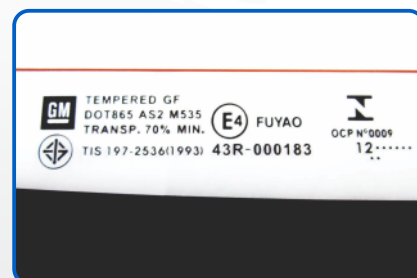 GM
TEMPERED GF
DOT865 AS2 M535
TRANSP. 70% MIN.
TIS 197-2536(1993)
E4 FUYAO
43R-000183
OCP Nº0009
12······
··